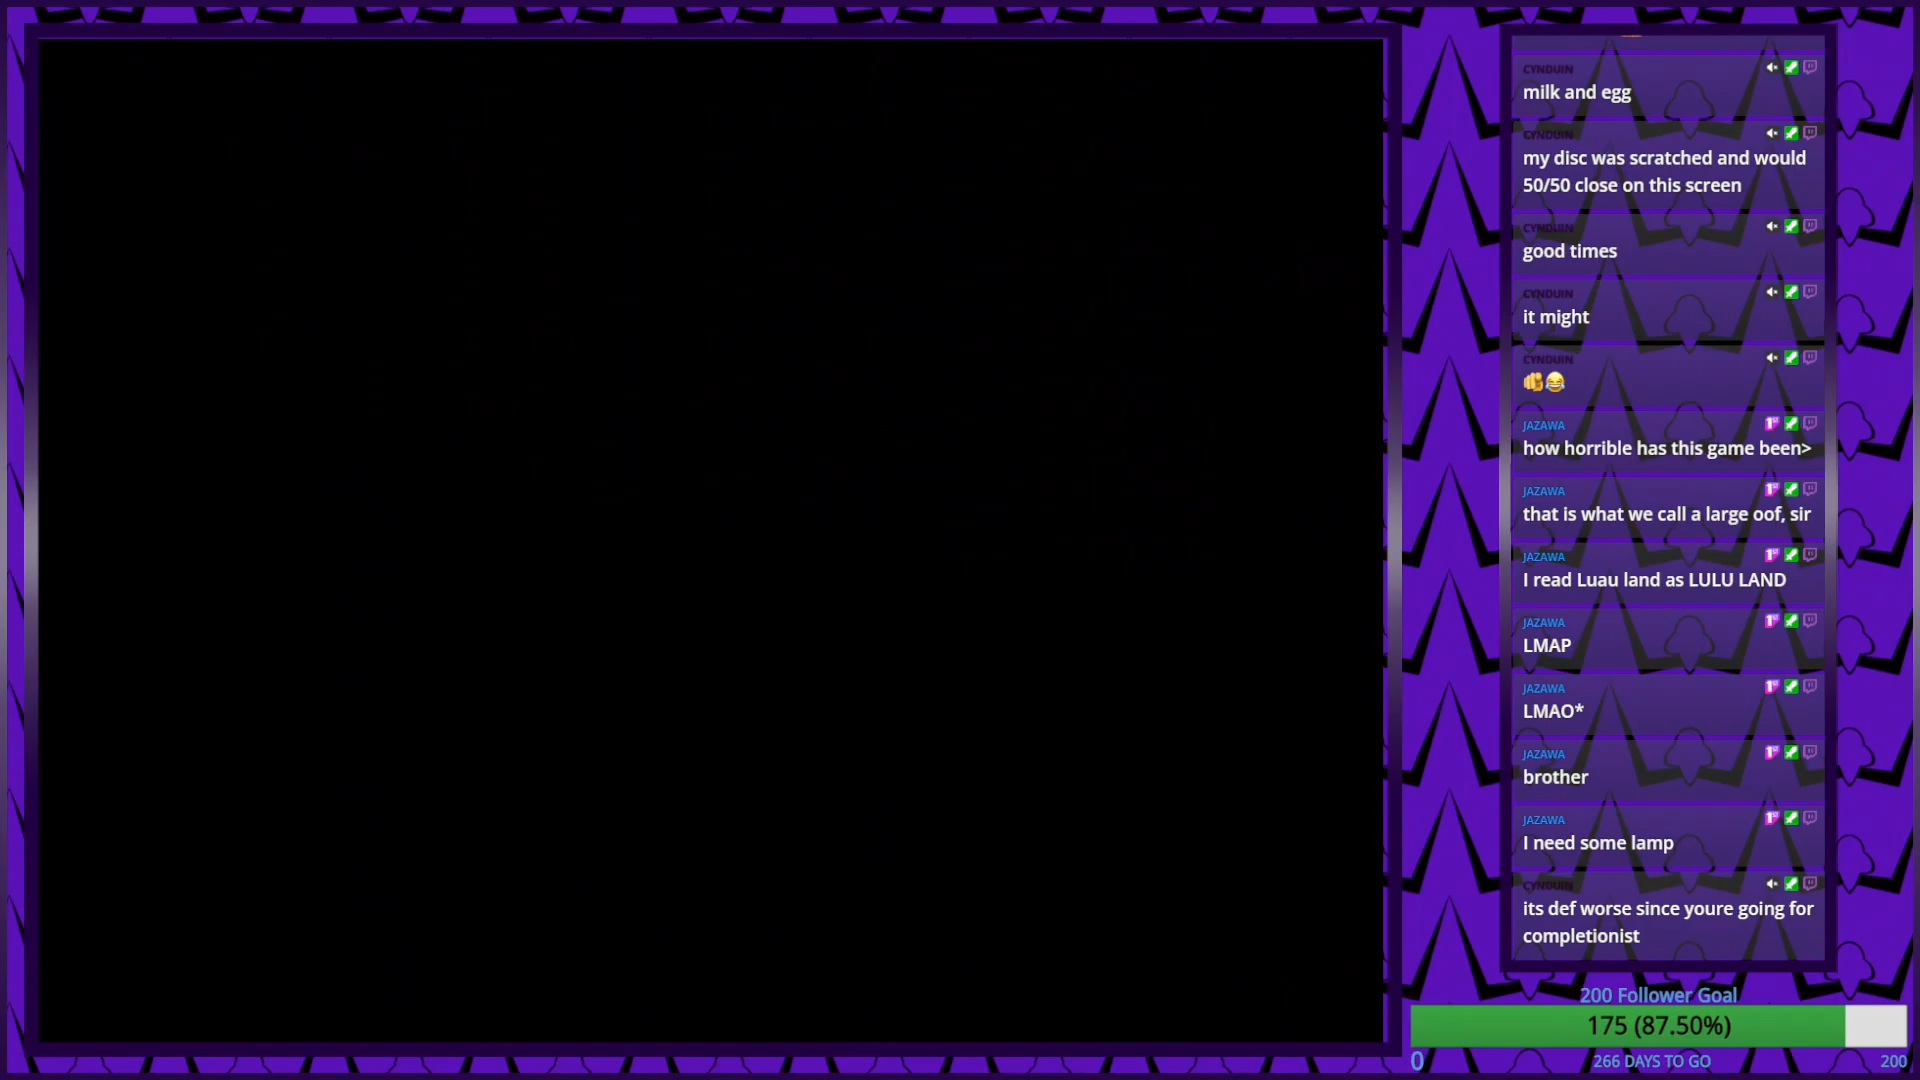 CYNDUIN
milk and egg
CYNDUIN
my disc was scratched and would
50/50 close on this screen
CYNDUIN
good times
CYNDUIN
it might
CYNDUIN
🫵😂
JAZAWA
how horrible has this game been>
JAZAWA
that is what we call a large oof, sir
JAZAWA
I read Luau land as LULU LAND
JAZAWA
LMAP
JAZAWA
LMAO*
JAZAWA
brother
JAZAWA
I need some lamp
CYNDUIN
its def worse since youre going for
completionist
200 Follower Goal
175 (87.50%)
0
266 DAYS TO GO
200